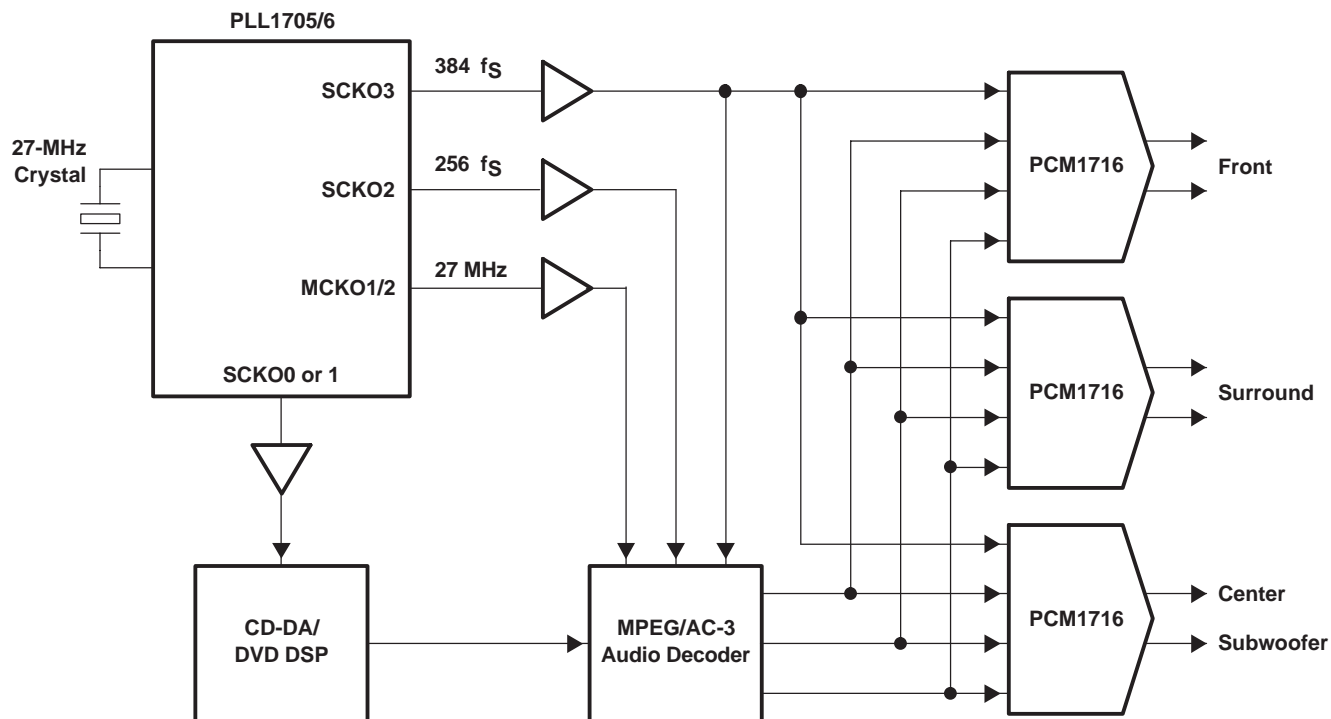 PLL1705/6
384 fS
SCKO3
27-MHz
Crystal
256 fS
SCKO2
27 MHz
MCKO1/2
SCKO0 or 1
PCM1716
Front
PCM1716
Surround
PCM1716
Center
Subwoofer
CD-DA/
DVD DSP
MPEG/AC-3
Audio Decoder